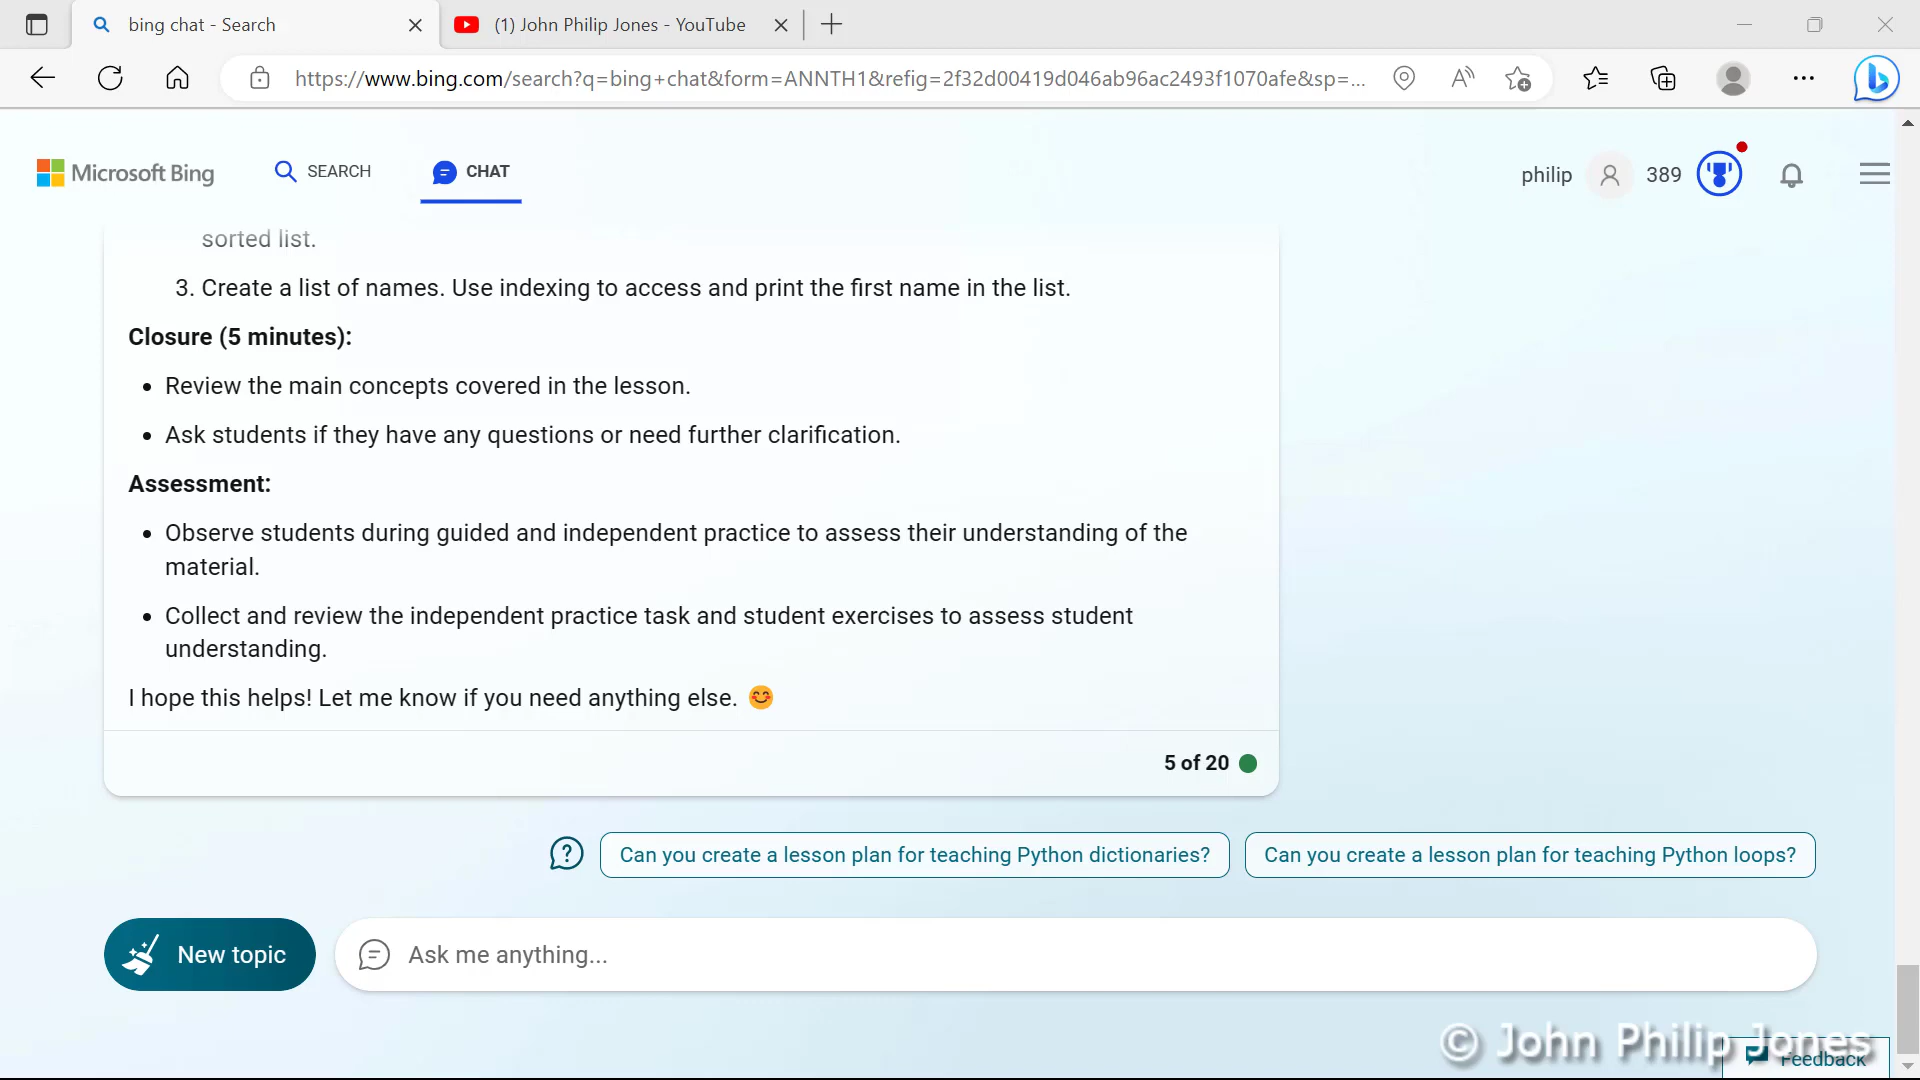 bing chat - Search
(1) John Philip Jones - YouTube
https://www.bing.com/search?q=bing+chat&form=ANNTH1&refig=2f32d00419d046ab96ac2493f1070afe&sp=...
Microsoft Bing
SEARCH
CHAT
philip
389
sorted list.
3. Create a list of names. Use indexing to access and print the first name in the list.
Closure (5 minutes):
• Review the main concepts covered in the lesson.
• Ask students if they have any questions or need further clarification.
Assessment:
• Observe students during guided and independent practice to assess their understanding of the
material.
• Collect and review the independent practice task and student exercises to assess student
understanding.
I hope this helps! Let me know if you need anything else. 😊
5 of 20
Can you create a lesson plan for teaching Python dictionaries?
Can you create a lesson plan for teaching Python loops?
New topic
Ask me anything...
© John Philip Jones
Feedback